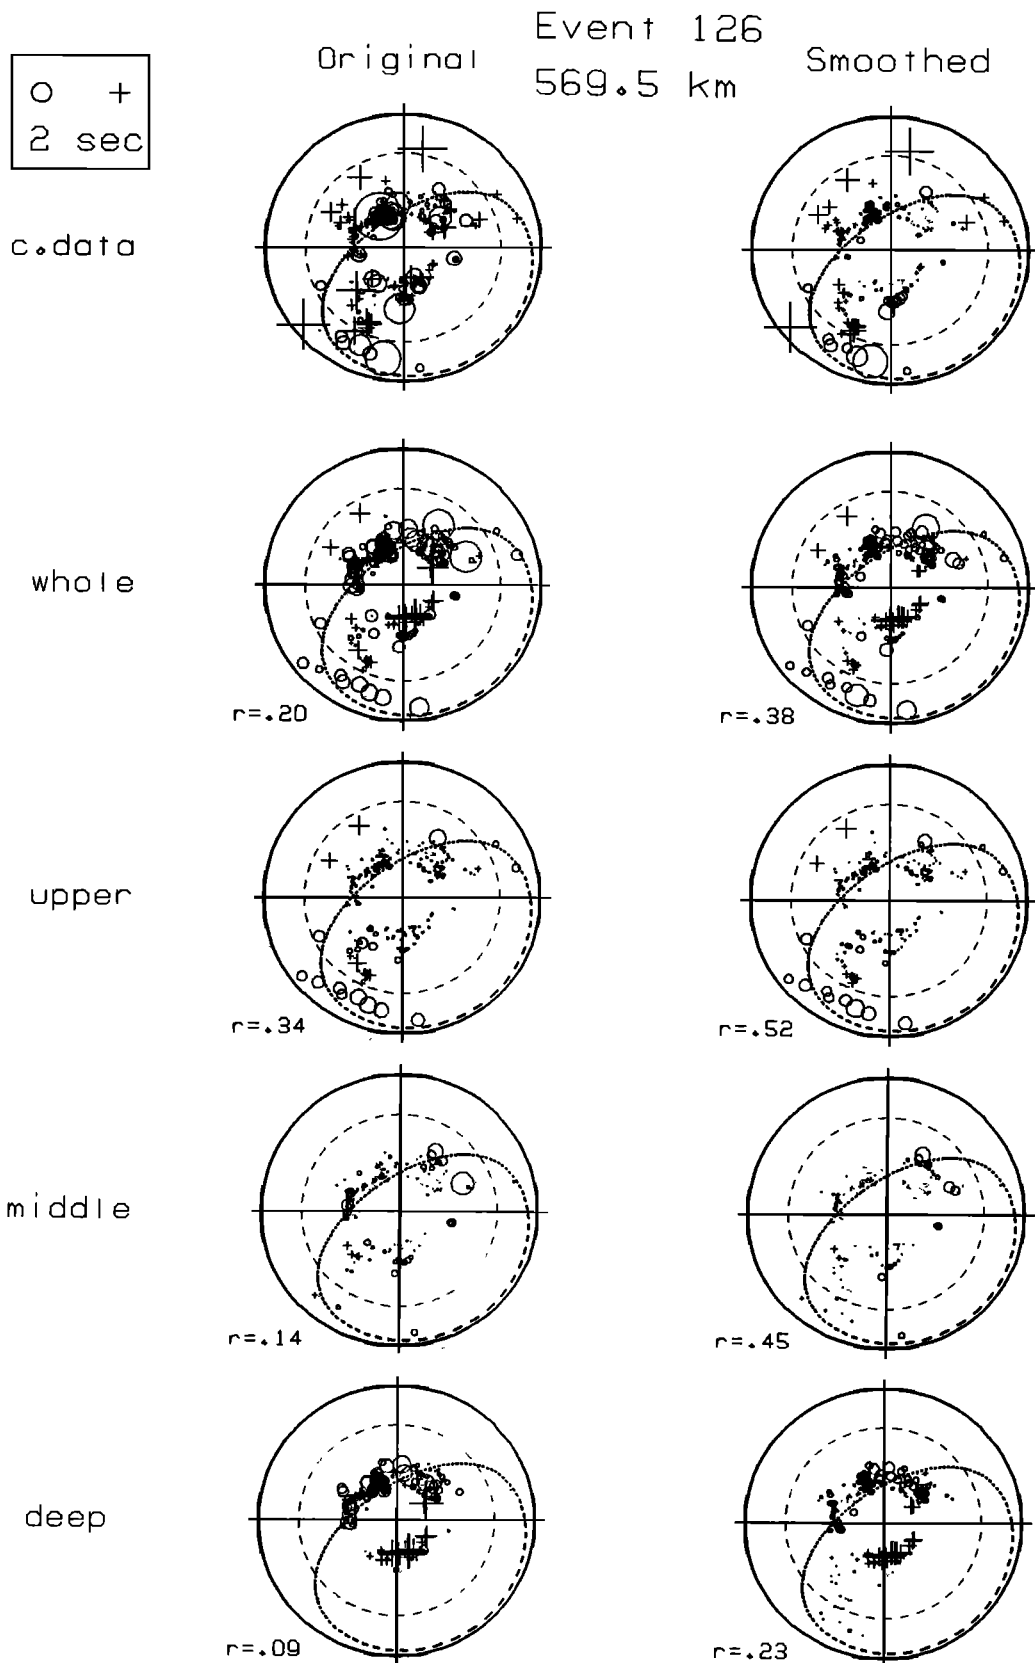 Event 126
Original 569.5 km Smoothed
O +
2 sec
c.data
whole
r=.20 r=.38
upper
r=.34 r=.52
middle
r=.14 r=.45
deep
r=.09 r=.23